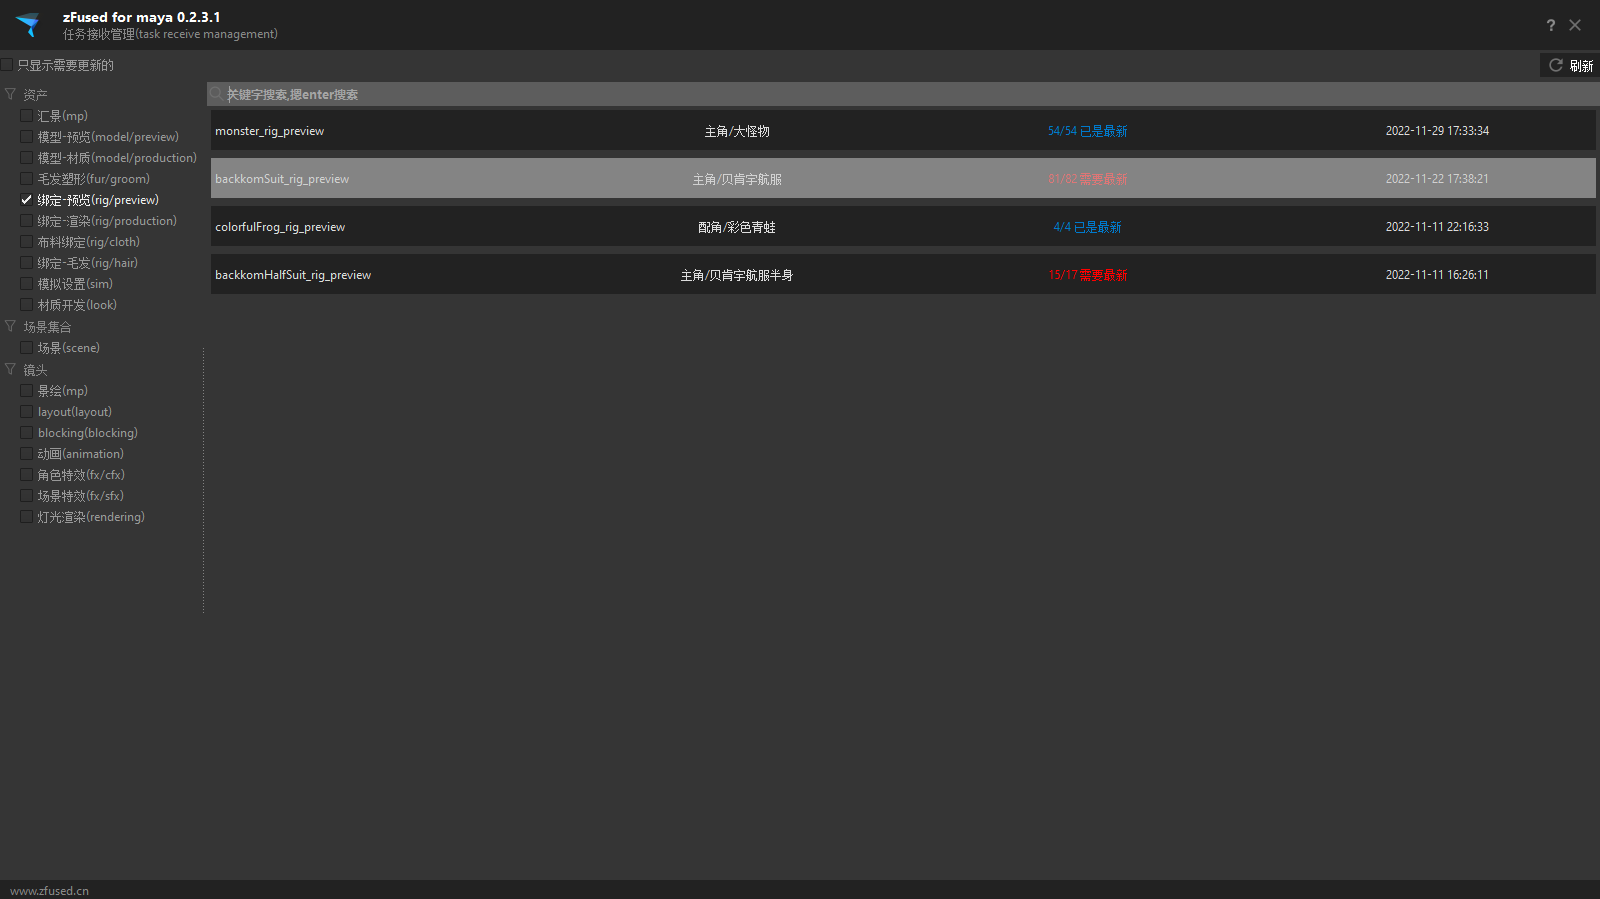 zFused for maya 0.2.3.1
任务接收管理(task receive management)
?
只显示需要更新的
刷新
资产
汇景(mp)
模型-预览(model/preview)
模型-材质(model/production)
毛发塑形(fur/groom)
绑定-预览(rig/preview)
绑定-渲染(rig/production)
布料绑定(rig/cloth)
绑定-毛发(rig/hair)
模拟设置(sim)
材质开发(look)
场景集合
场景(scene)
镜头
景绘(mp)
layout(layout)
blocking(blocking)
动画(animation)
角色特效(fx/cfx)
场景特效(fx/sfx)
灯光渲染(rendering)
关键字搜索,摁enter搜索
monster_rig_preview 主角/大怪物 54/54 已是最新 2022-11-29 17:33:34
backkomSuit_rig_preview 主角/贝肯宇航服 81/82 需要最新 2022-11-22 17:38:21
colorfulFrog_rig_preview 配角/彩色青蛙 4/4 已是最新 2022-11-11 22:16:33
backkomHalfSuit_rig_preview 主角/贝肯宇航服半身 15/17 需要最新 2022-11-11 16:26:11
www.zfused.cn